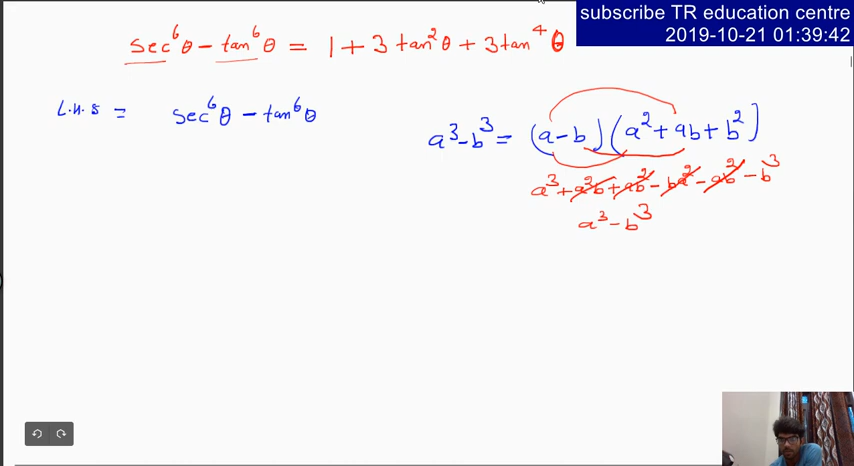 subscribe TR education centre
2019-10-21 01:39:42
sec⁶θ - tan⁶θ = 1 + 3 tan²θ + 3tan⁴θ
L.H.S = sec⁶θ - tan⁶θ
a³-b³ = (a-b)(a²+ab+b²)
a³+a³b+ab²-ba²-ab²-b³
a³-b³